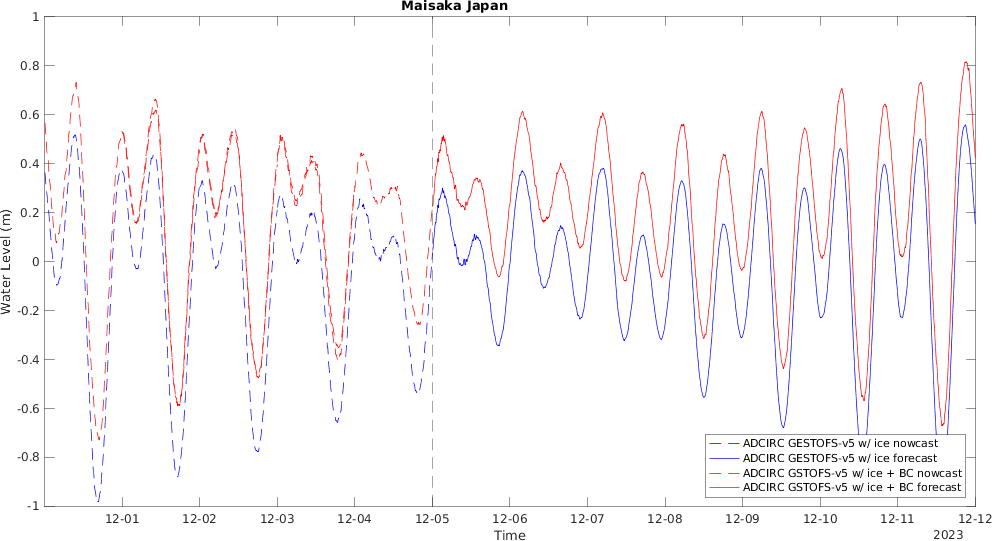 Maisaka Japan
Water Level (m)
1
0.8
0.6
0.4
0.2
0
-0.2
-0.4
-0.6
-0.8
-1
ADCIRC GESTOFS-v5 w/ ice nowcast
ADCIRC GESTOFS-v5 w/ ice forecast
ADCIRC GSTOFS-v5 w/ ice + BC nowcast
ADCIRC GSTOFS-v5 w/ ice + BC forecast
12-01 12-02 12-03 12-04 12-05 12-06 12-07 12-08 12-09 12-10 12-11 12-12
Time
2023